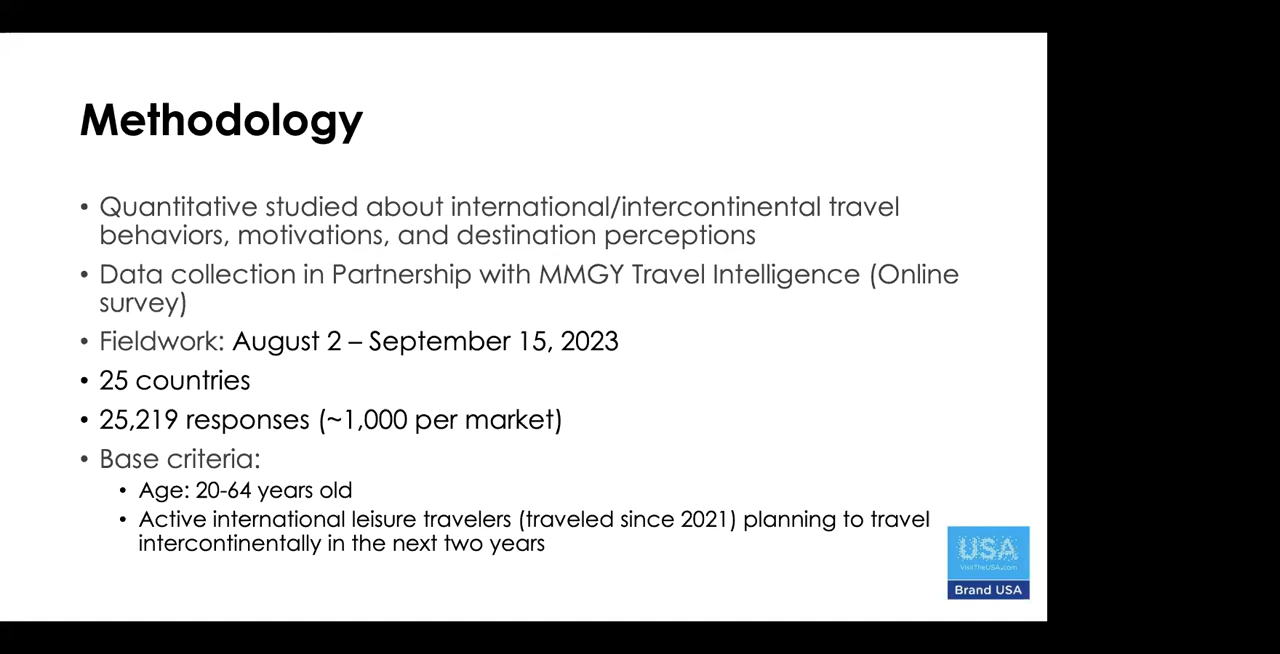 Methodology
• Quantitative studied about international/intercontinental travel
behaviors, motivations, and destination perceptions
• Data collection in Partnership with MMGY Travel Intelligence (Online
survey)
• Fieldwork: August 2 – September 15, 2023
• 25 countries
• 25,219 responses (~1,000 per market)
• Base criteria:
• Age: 20-64 years old
• Active international leisure travelers (traveled since 2021) planning to travel
intercontinentally in the next two years
USA
VisitTheUSA.com
Brand USA